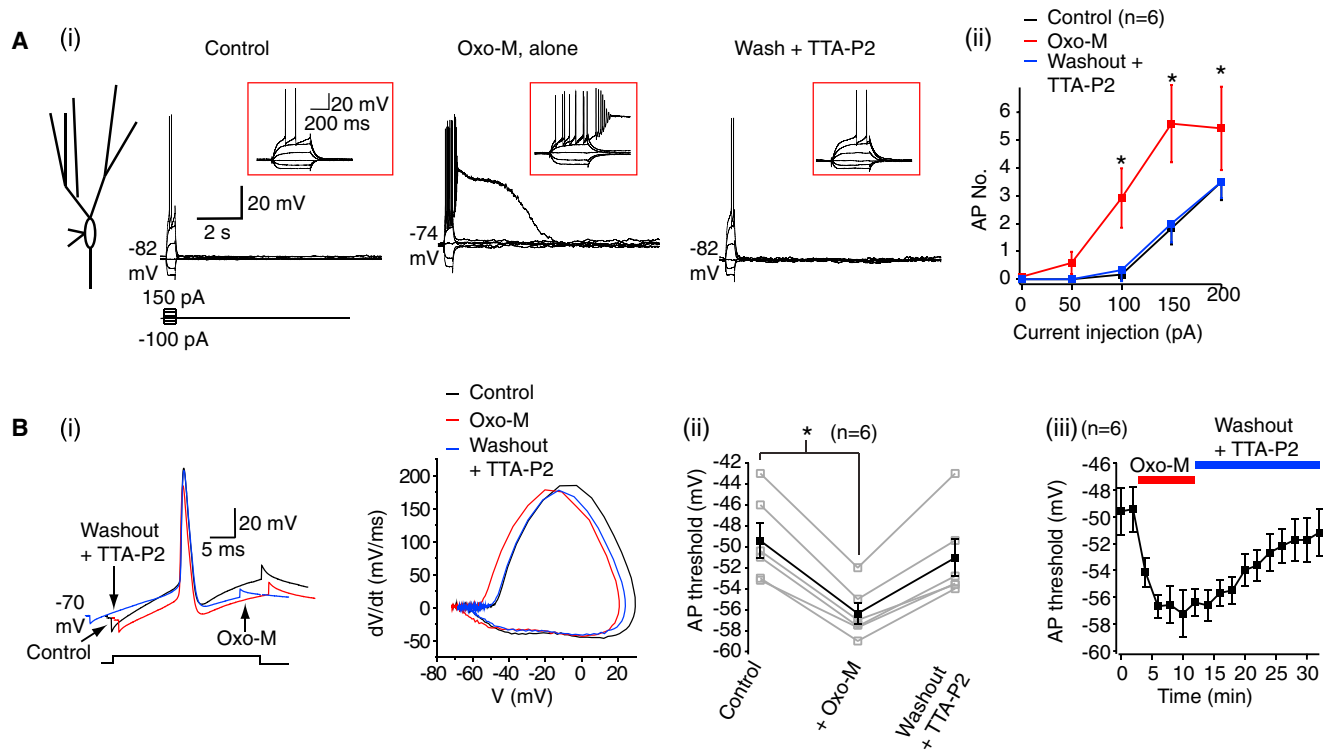 A
(i)
Control
Oxo-M, alone
Wash + TTA-P2
20 mV
200 ms
20 mV
2 s
-82
mV
-74
mV
-82
mV
150 pA
-100 pA
(ii)
Control (n=6)
Oxo-M
Washout +
TTA-P2
*
*
*
AP No.
6
5
4
3
2
1
0
0
50
100
150
200
Current injection (pA)
B
(i)
Washout
+ TTA-P2
20 mV
5 ms
-70
mV
Control
Oxo-M
Control
Oxo-M
Washout
+ TTA-P2
dV/dt (mV/ms)
200
150
100
50
0
-50
-80
-60
-40
-20
0
20
V (mV)
(ii)
*
(n=6)
AP threshold (mV)
-42
-44
-46
-48
-50
-52
-54
-56
-58
-60
Control
+ Oxo-M
Washout
+ TTA-P2
(iii)
(n=6)
Washout
+ TTA-P2
Oxo-M
AP threshold (mV)
-46
-48
-50
-52
-54
-56
-58
-60
0
5
10
15
20
25
30
Time (min)